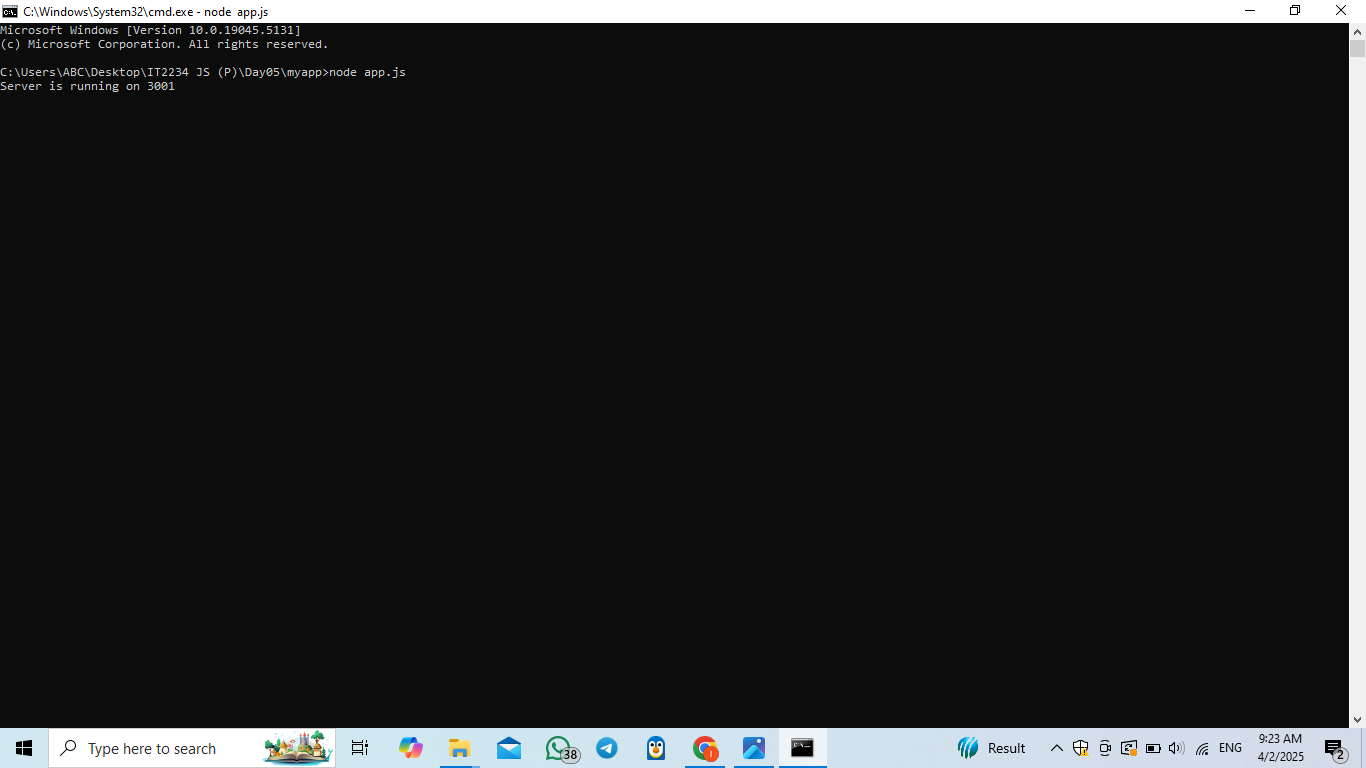 C:\Windows\System32\cmd.exe - node  app.js
Microsoft Windows [Version 10.0.19045.5131]
(c) Microsoft Corporation. All rights reserved.
C:\Users\ABC\Desktop\IT2234 JS (P)\Day05\myapp>node app.js
Server is running on 3001
Type here to search
38
Result
ENG
9:23 AM
4/2/2025
2